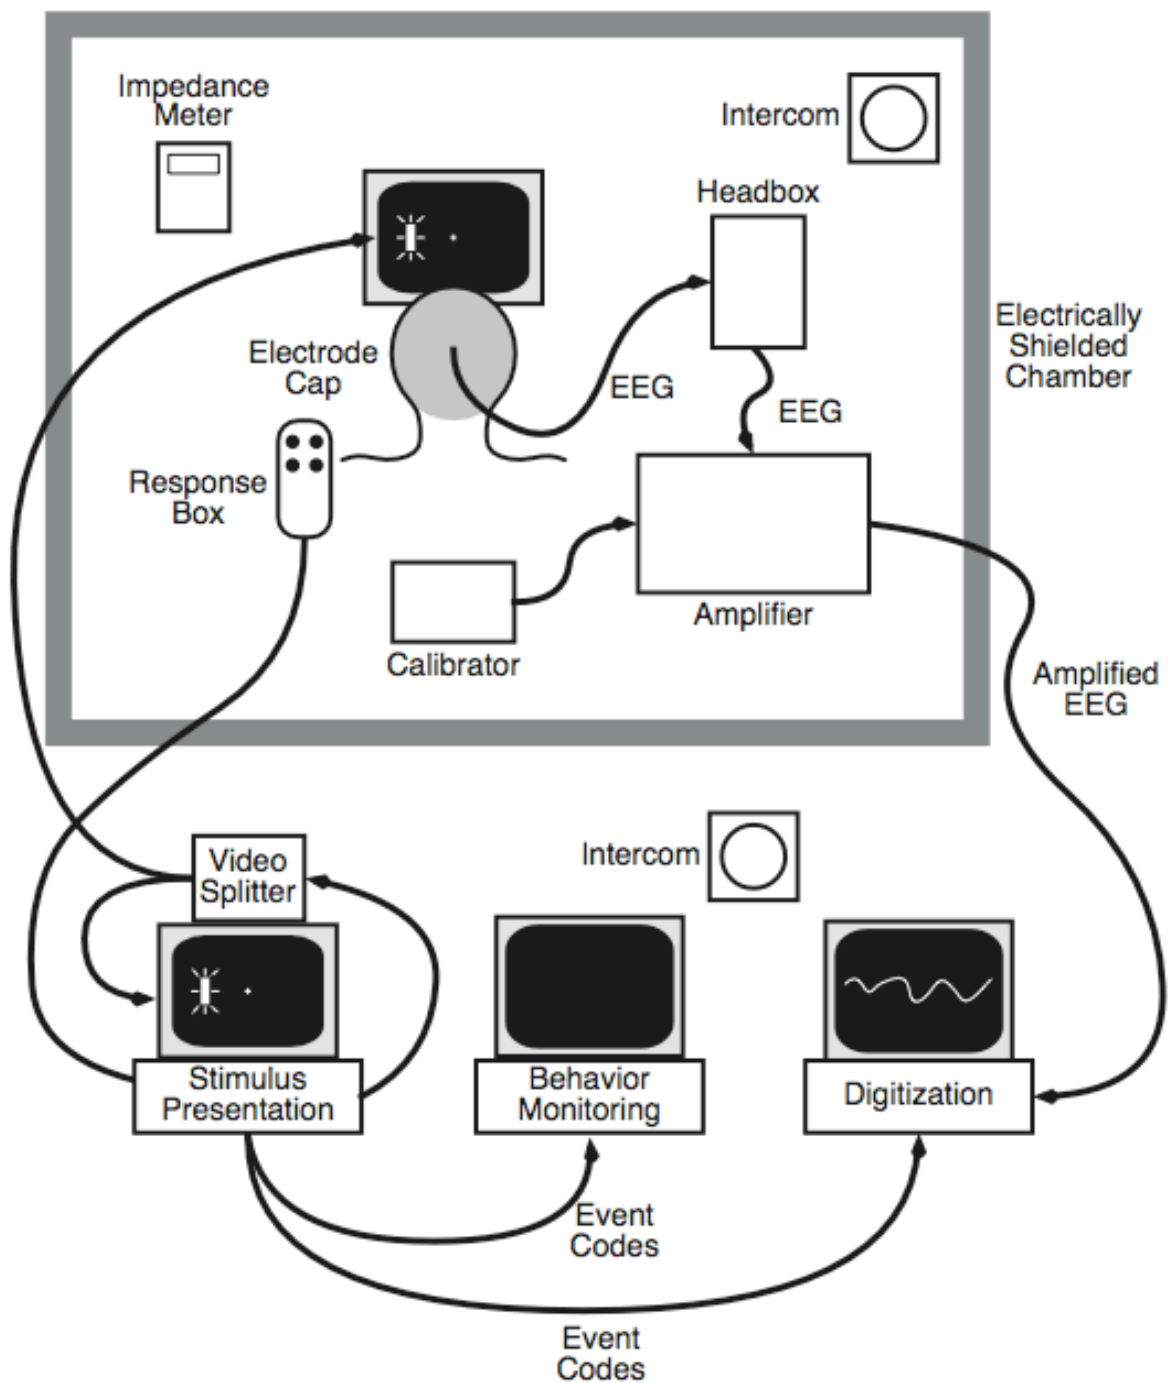 Impedance
Meter
Intercom
Headbox
Electrically
Shielded
Chamber
Electrode
Cap
EEG
EEG
Response
Box
Amplifier
Calibrator
Amplified
EEG
Video
Splitter
Intercom
Stimulus
Presentation
Behavior
Monitoring
Digitization
Event
Codes
Event
Codes